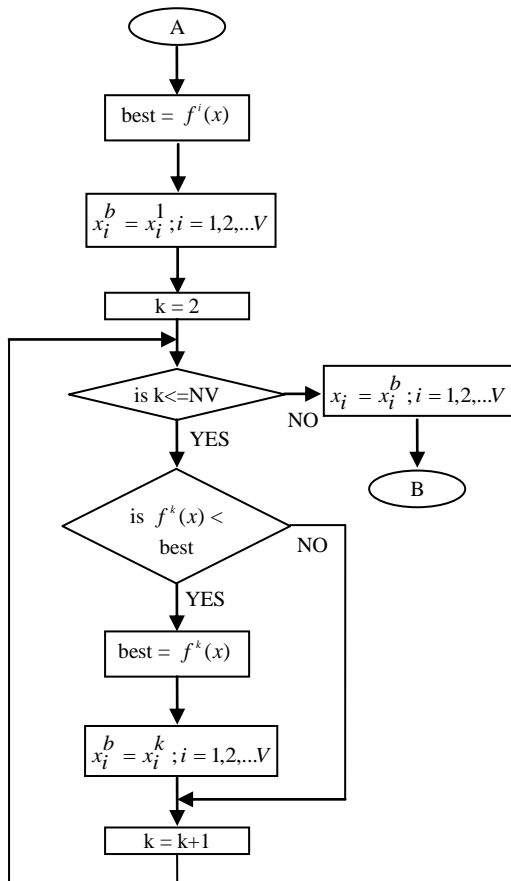 A
best = f^i(x)
x_i^b = x_i^1 ; i = 1,2,...V
k = 2
is k<=NV
NO
x_i = x_i^b ; i = 1,2,...V
B
YES
is f^k(x) <
best
NO
YES
best = f^k(x)
x_i^b = x_i^k ; i = 1,2,...V
k = k+1